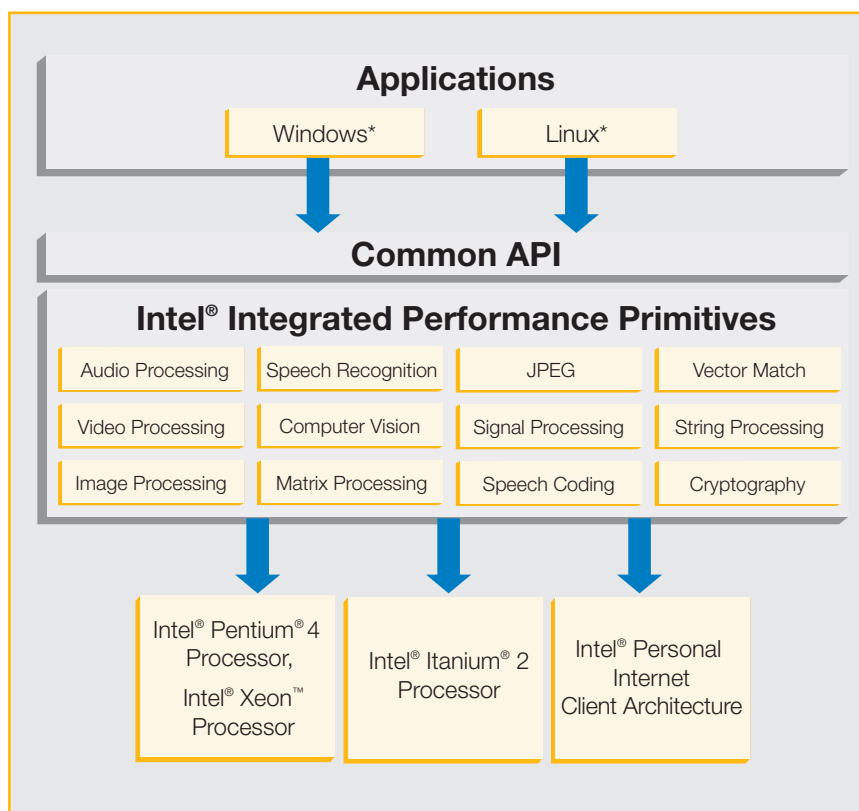 Applications
Windows*
Linux*
Common API
Intel® Integrated Performance Primitives
Audio Processing
Speech Recognition
JPEG
Vector Match
Video Processing
Computer Vision
Signal Processing
String Processing
Image Processing
Matrix Processing
Speech Coding
Cryptography
Intel® Pentium® 4
Processor,
Intel® Xeon™
Processor
Intel® Itanium® 2
Processor
Intel® Personal
Internet
Client Architecture